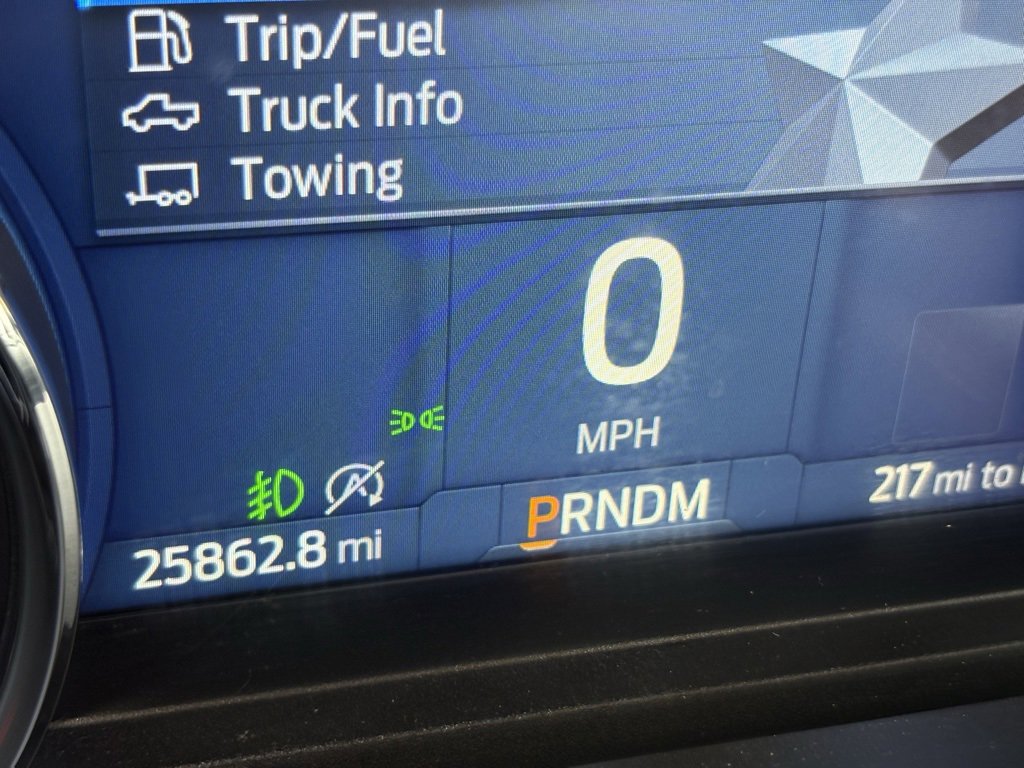 Trip/Fuel
Truck Info
Towing
0
MPH
25862.8 mi
PRNDM
217 mi to